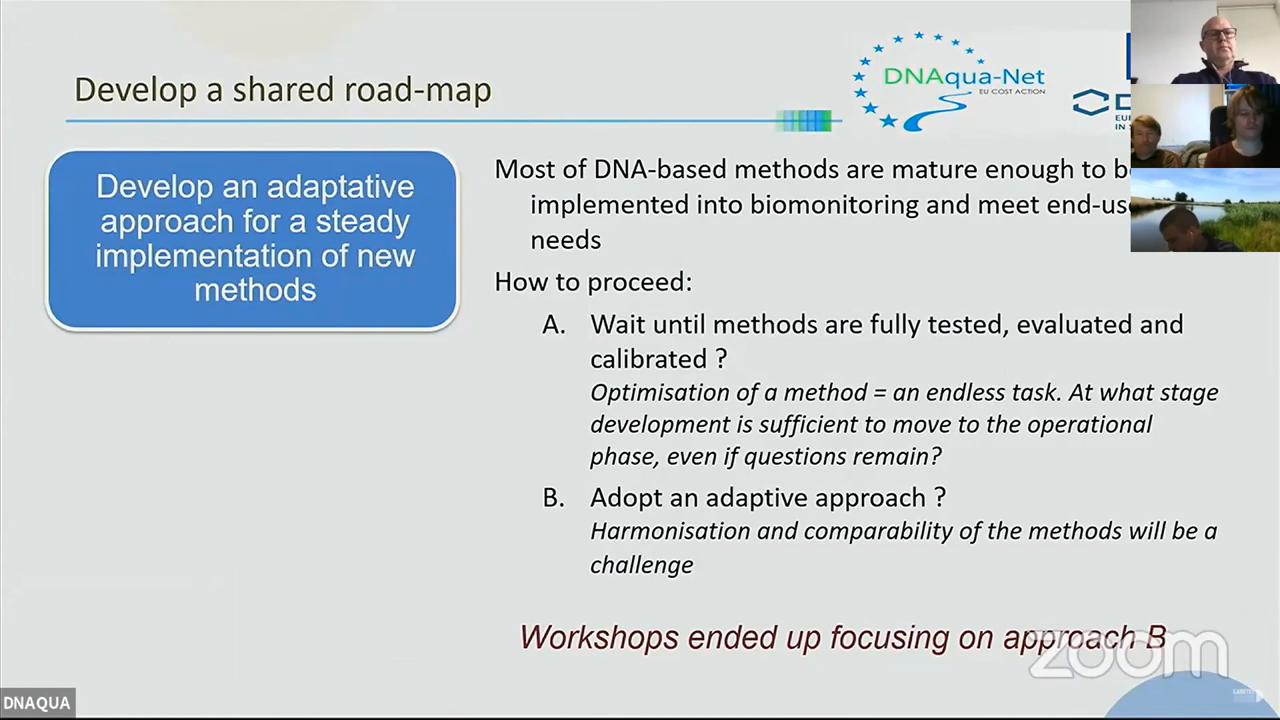 Develop a shared road-map
DNAqua-Net
EU COST ACTION
Develop an adaptative
approach for a steady
implementation of new
methods
Most of DNA-based methods are mature enough to
implemented into biomonitoring and meet
needs
How to proceed:
A. Wait until methods are fully tested, evaluated and
calibrated ?
Optimisation of a method = an endless task. At what stage
development is sufficient to move to the operational
phase, even if questions remain?
B. Adopt an adaptive approach ?
Harmonisation and comparability of the methods will be a
challenge
Workshops ended up focusing on approach B
zoom
DNAQUA